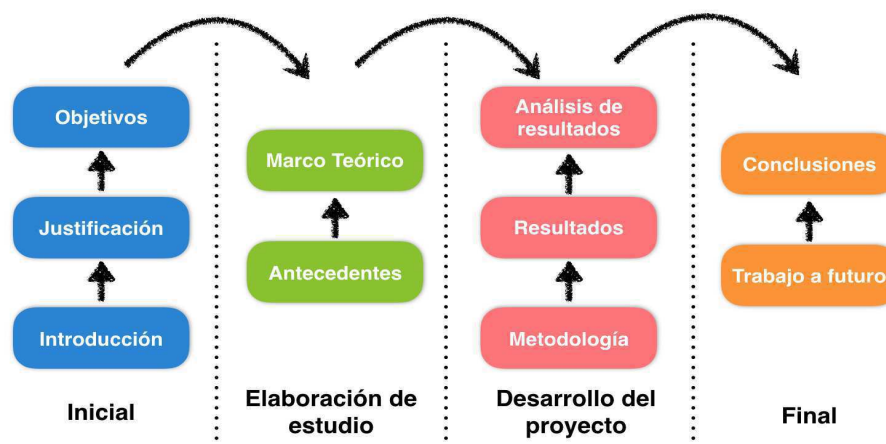 Objetivos
Justificación
Introducción
Inicial
Marco Teórico
Antecedentes
Elaboración de
estudio
Análisis de
resultados
Resultados
Metodología
Desarrollo del
proyecto
Conclusiones
Trabajo a futuro
Final